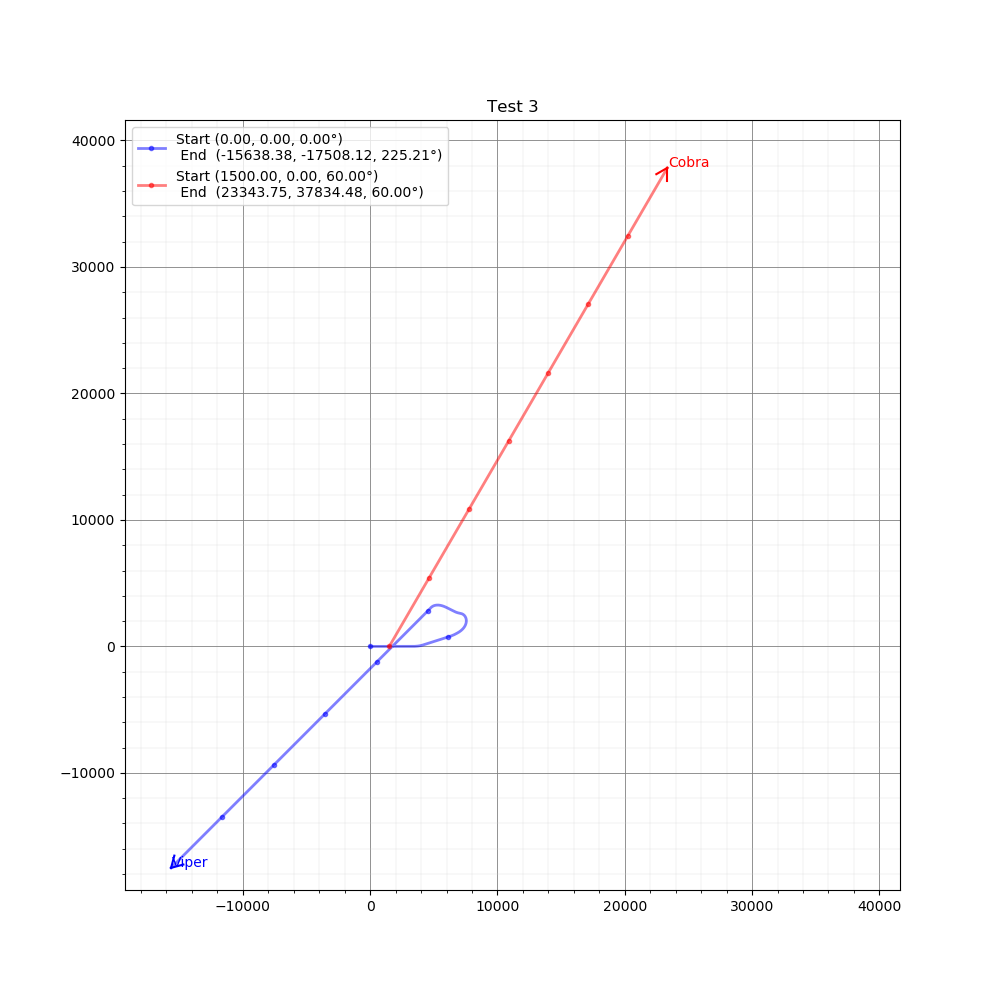 Test 3
Start (0.00, 0.00, 0.00°)
End (-15638.38, -17508.12, 225.21°)
Start (1500.00, 0.00, 60.00°)
End (23343.75, 37834.48, 60.00°)
Cobra
Viper
40000
30000
20000
10000
0
−10000
−10000
0
10000
20000
30000
40000